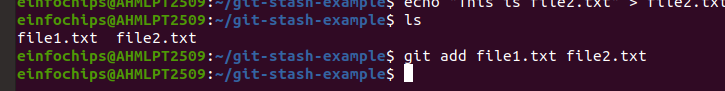 einfochips@AHMLPT2509:~/git-stash-example$ echo "This is file2.txt" > file2.txt
einfochips@AHMLPT2509:~/git-stash-example$ ls
file1.txt  file2.txt
einfochips@AHMLPT2509:~/git-stash-example$ git add file1.txt file2.txt
einfochips@AHMLPT2509:~/git-stash-example$